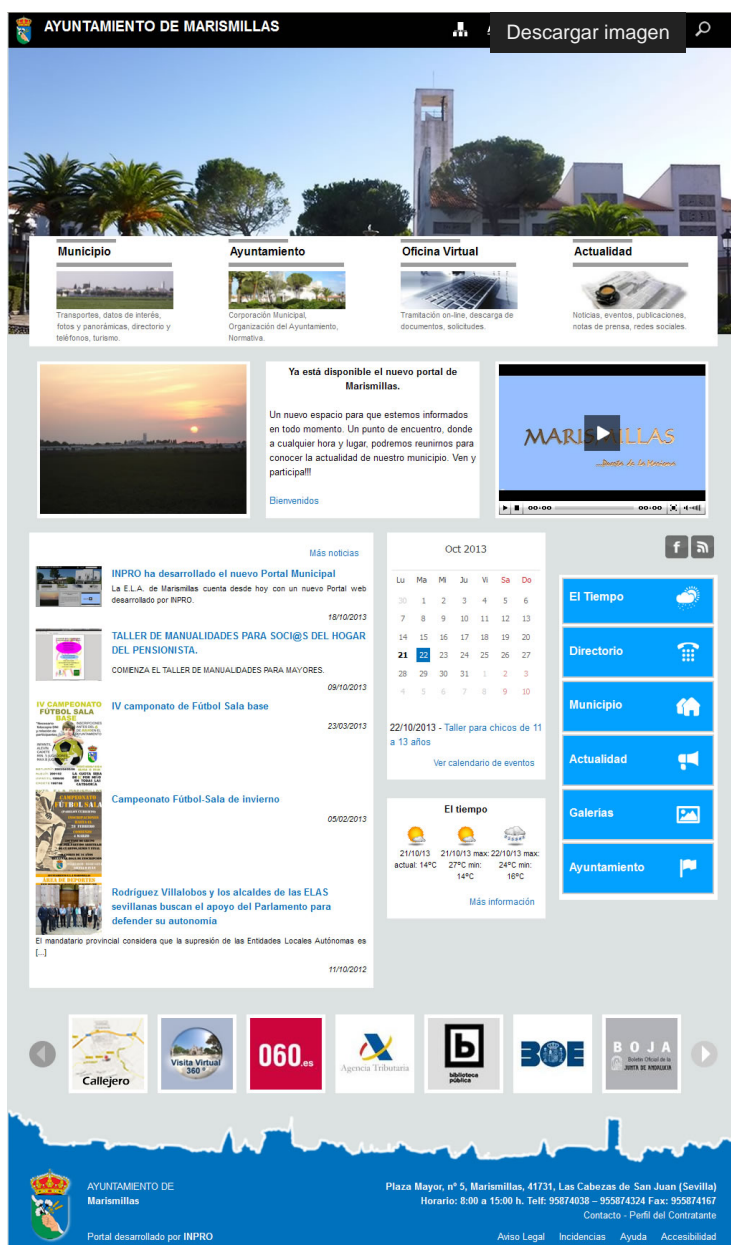 AYUNTAMIENTO DE MARISMILLAS
Descargar imagen
Municipio
Transportes, datos de interés,
fotos y panorámicas, directorio y
teléfonos, turismo.
Ayuntamiento
Corporación Municipal,
Organización del Ayuntamiento,
Normativa.
Oficina Virtual
Tramitación on-line, descarga de
documentos, solicitudes.
Actualidad
Noticias, eventos, publicaciones,
notas de prensa, redes sociales.
Ya está disponible el nuevo portal de
Marismillas.
Un nuevo espacio para que estemos informados
en todo momento. Un punto de encuentro, donde
a cualquier hora y lugar, podremos reunirnos para
conocer la actualidad de nuestro municipio. Ven y
participa!!!
Bienvenidos
MARISMILLAS
00:00 00:00
Más noticias
INPRO ha desarrollado el nuevo Portal Municipal
La E.L.A. de Marismillas cuenta desde hoy con un nuevo Portal web
desarrollado por INPRO.
18/10/2013
TALLER DE MANUALIDADES PARA SOCI@S DEL HOGAR
DEL PENSIONISTA.
COMIENZA EL TALLER DE MANUALIDADES PARA MAYORES.
09/10/2013
IV CAMPEONATO
FÚTBOL SALA
BASE
IV camponato de Fútbol Sala base
23/03/2013
CAMPEONATO
FÚTBOL SALA
Campeonato Fútbol-Sala de invierno
05/02/2013
ÁREA DE DEPORTES
Rodriguez Villalobos y los alcaldes de las ELAS
sevillanas buscan el apoyo del Parlamento para
defender su autonomía
El mandatario provincial considera que la supresión de las Entidades Locales Autónomas es
[...]
11/10/2012
Oct 2013
Lu Ma Mi Ju Vi Sa Do
30 1 2 3 4 5 6
7 8 9 10 11 12 13
14 15 16 17 18 19 20
21 22 23 24 25 26 27
28 29 30 31 1 2 3
4 5 6 7 8 9 10
22/10/2013 - Taller para chicos de 11
a 13 años
Ver calendario de eventos
El tiempo
21/10/13
actual: 14ºC
21/10/13 max:
27ºC min:
14ºC
22/10/13 max:
24ºC min:
16ºC
Más información
El Tiempo
Directorio
Municipio
Actualidad
Galerías
Ayuntamiento
Callejero
Visita Virtual
360 º
060.es
Agencia Tributaria
b
biblioteca
pública
BOE
BOJA
Boletín Oficial de la
JUNTA DE ANDALUCIA
AYUNTAMIENTO DE
Marismillas
Portal desarrollado por INPRO
Plaza Mayor, nº 5, Marismillas, 41731, Las Cabezas de San Juan (Sevilla)
Horario: 8:00 a 15:00 h. Telf: 95874038 – 955874324 Fax: 955874167
Contacto - Perfil del Contratante
Aviso Legal Incidencias Ayuda Accesibilidad